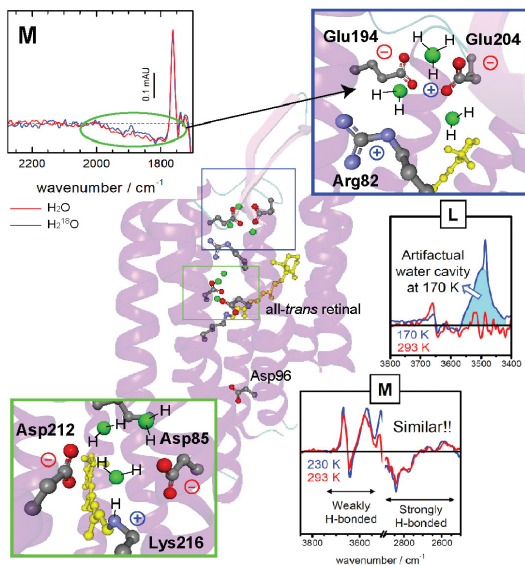 M
0.1 mAU
2200
2000
1800
wavenumber / cm⁻¹
H₂O
H₂¹⁸O
Glu194
Glu204
H
H
H
H
H
H
Arg82
all-trans retinal
Asp96
L
Artifactual
water cavity
at 170 K
170 K
293 K
3800
3700
3600
3500
3400
M
Similar!!
230 K
293 K
Weakly
H-bonded
Strongly
H-bonded
3800
3600
2800
2600
wavenumber / cm⁻¹
Asp212
Asp85
H
H
H
H
H
H
Lys216